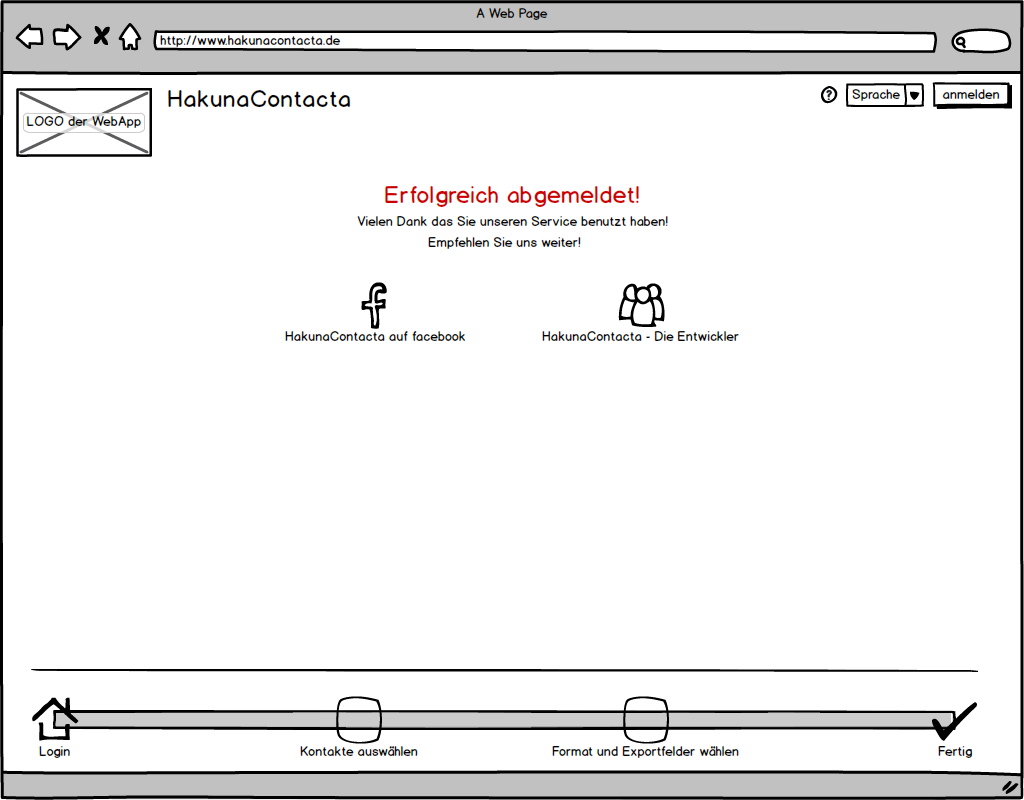 A Web Page
http://www.hakunacontacta.de
LOGO der WebApp
HakunaContacta
? Sprache anmelden
Erfolgreich abgemeldet!
Vielen Dank das Sie unseren Service benutzt haben!
Empfehlen Sie uns weiter!
HakunaContacta auf facebook
HakunaContacta - Die Entwickler
Login
Kontakte auswählen
Format und Exportfelder wählen
Fertig